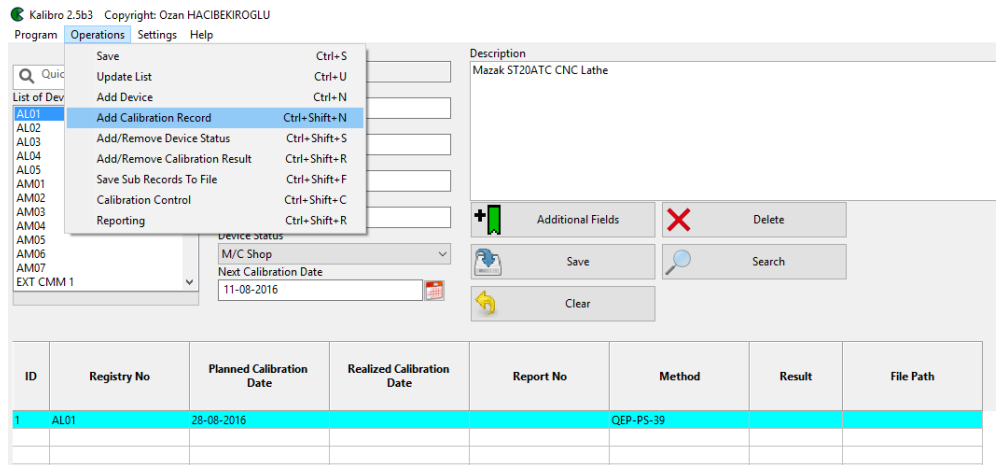 Kalibro 2.5b3 Copyright: Ozan HACIBEKIROGLU
Program Operations Settings Help
Save Ctrl+S
Update List Ctrl+U
Add Device Ctrl+N
Add Calibration Record Ctrl+Shift+N
Add/Remove Device Status Ctrl+Shift+S
Add/Remove Calibration Result Ctrl+Shift+R
Save Sub Records To File Ctrl+Shift+F
Calibration Control Ctrl+Shift+C
Reporting Ctrl+Shift+R
Quic
List of Dev
AL01
AL02
AL03
AL04
AL05
AM01
AM02
AM03
AM04
AM05
AM06
AM07
EXT CMM 1
Device Status
M/C Shop
Next Calibration Date
11-08-2016
Description
Mazak ST20ATC CNC Lathe
Additional Fields Delete
Save Search
Clear
ID Registry No Planned Calibration Date Realized Calibration Date Report No Method Result File Path
1 AL01 28-08-2016 QEP-PS-39